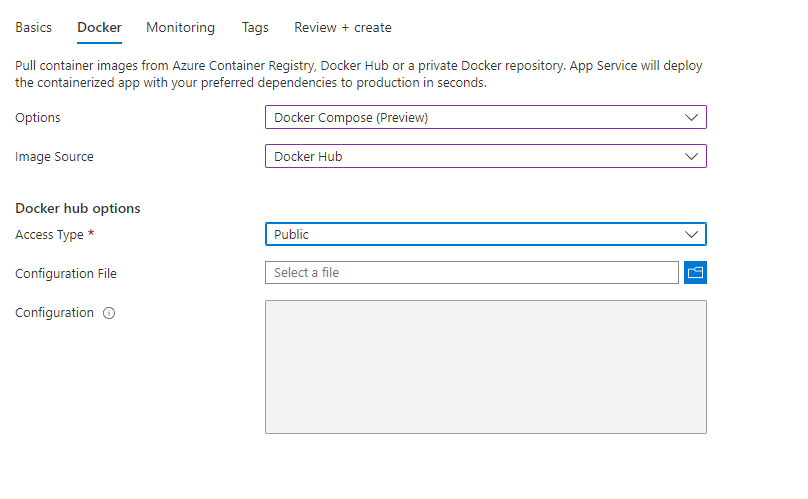 Basics Docker Monitoring Tags Review + create
Pull container images from Azure Container Registry, Docker Hub or a private Docker repository. App Service will deploy
the containerized app with your preferred dependencies to production in seconds.
Options Docker Compose (Preview)
Image Source Docker Hub
Docker hub options
Access Type * Public
Configuration File Select a file
Configuration